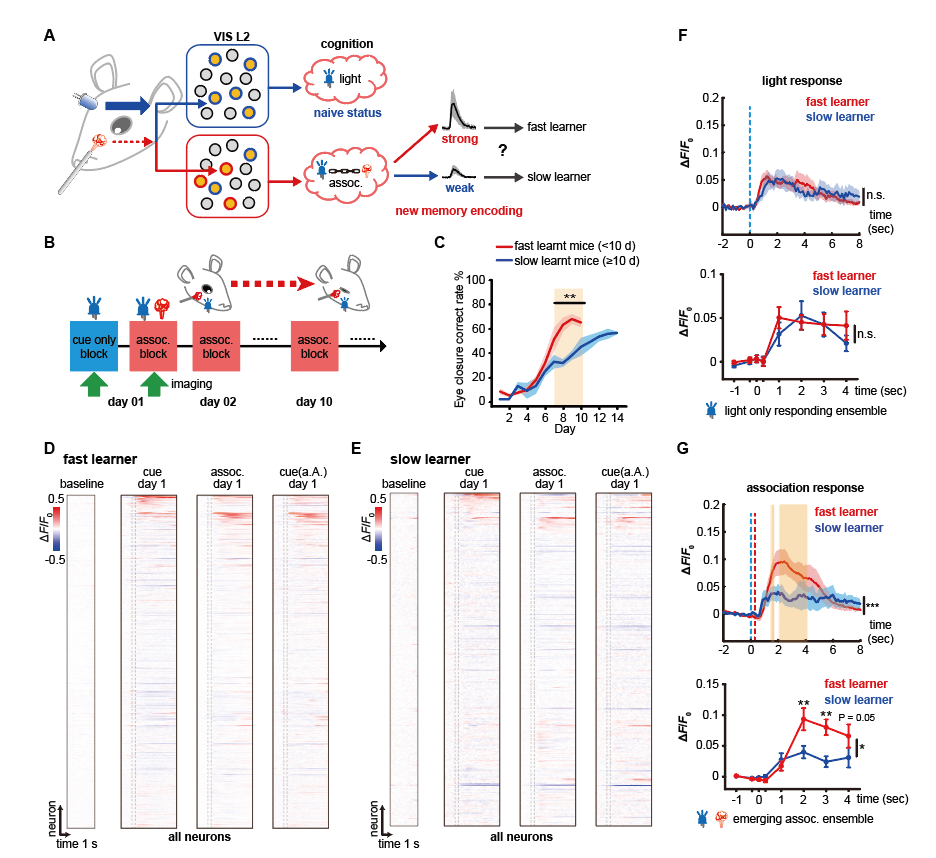 A
VIS L2
cognition
light
naive status
assoc.
strong
weak
fast learner
?
slow learner
new memory encoding
B
cue only
block
assoc.
block
assoc.
block
......
assoc.
block
......
imaging
day 01
day 02
day 10
C
fast learnt mice (<10 d)
slow learnt mice (≥10 d)
Eye closure correct rate %
100
80
60
40
20
0
**
2 4 6 8 10 12 14
Day
D
fast learner
baseline
cue
day 1
assoc.
day 1
cue(a.A.)
day 1
0.5
ΔF/F0
-0.5
neuron
time 1 s
all neurons
E
slow learner
baseline
cue
day 1
assoc.
day 1
cue(a.A.)
day 1
0.5
ΔF/F0
-0.5
neuron
time 1 s
all neurons
F
light response
fast learner
slow learner
ΔF/F0
0.2
0.15
0.1
0.05
0
n.s.
time
(sec)
-2 0 2 4 6 8
fast learner
slow learner
ΔF/F0
0.1
0.05
0
n.s.
-1 0 1 2 3 4 time (sec)
light only responding ensemble
G
association response
fast learner
slow learner
ΔF/F0
0.2
0.15
0.1
0.05
0
***
time
(sec)
-2 0 2 4 6 8
fast learner
slow learner
ΔF/F0
0.15
0.1
0.05
0
** ** P = 0.05
*
-1 0 1 2 3 4 time (sec)
emerging assoc. ensemble